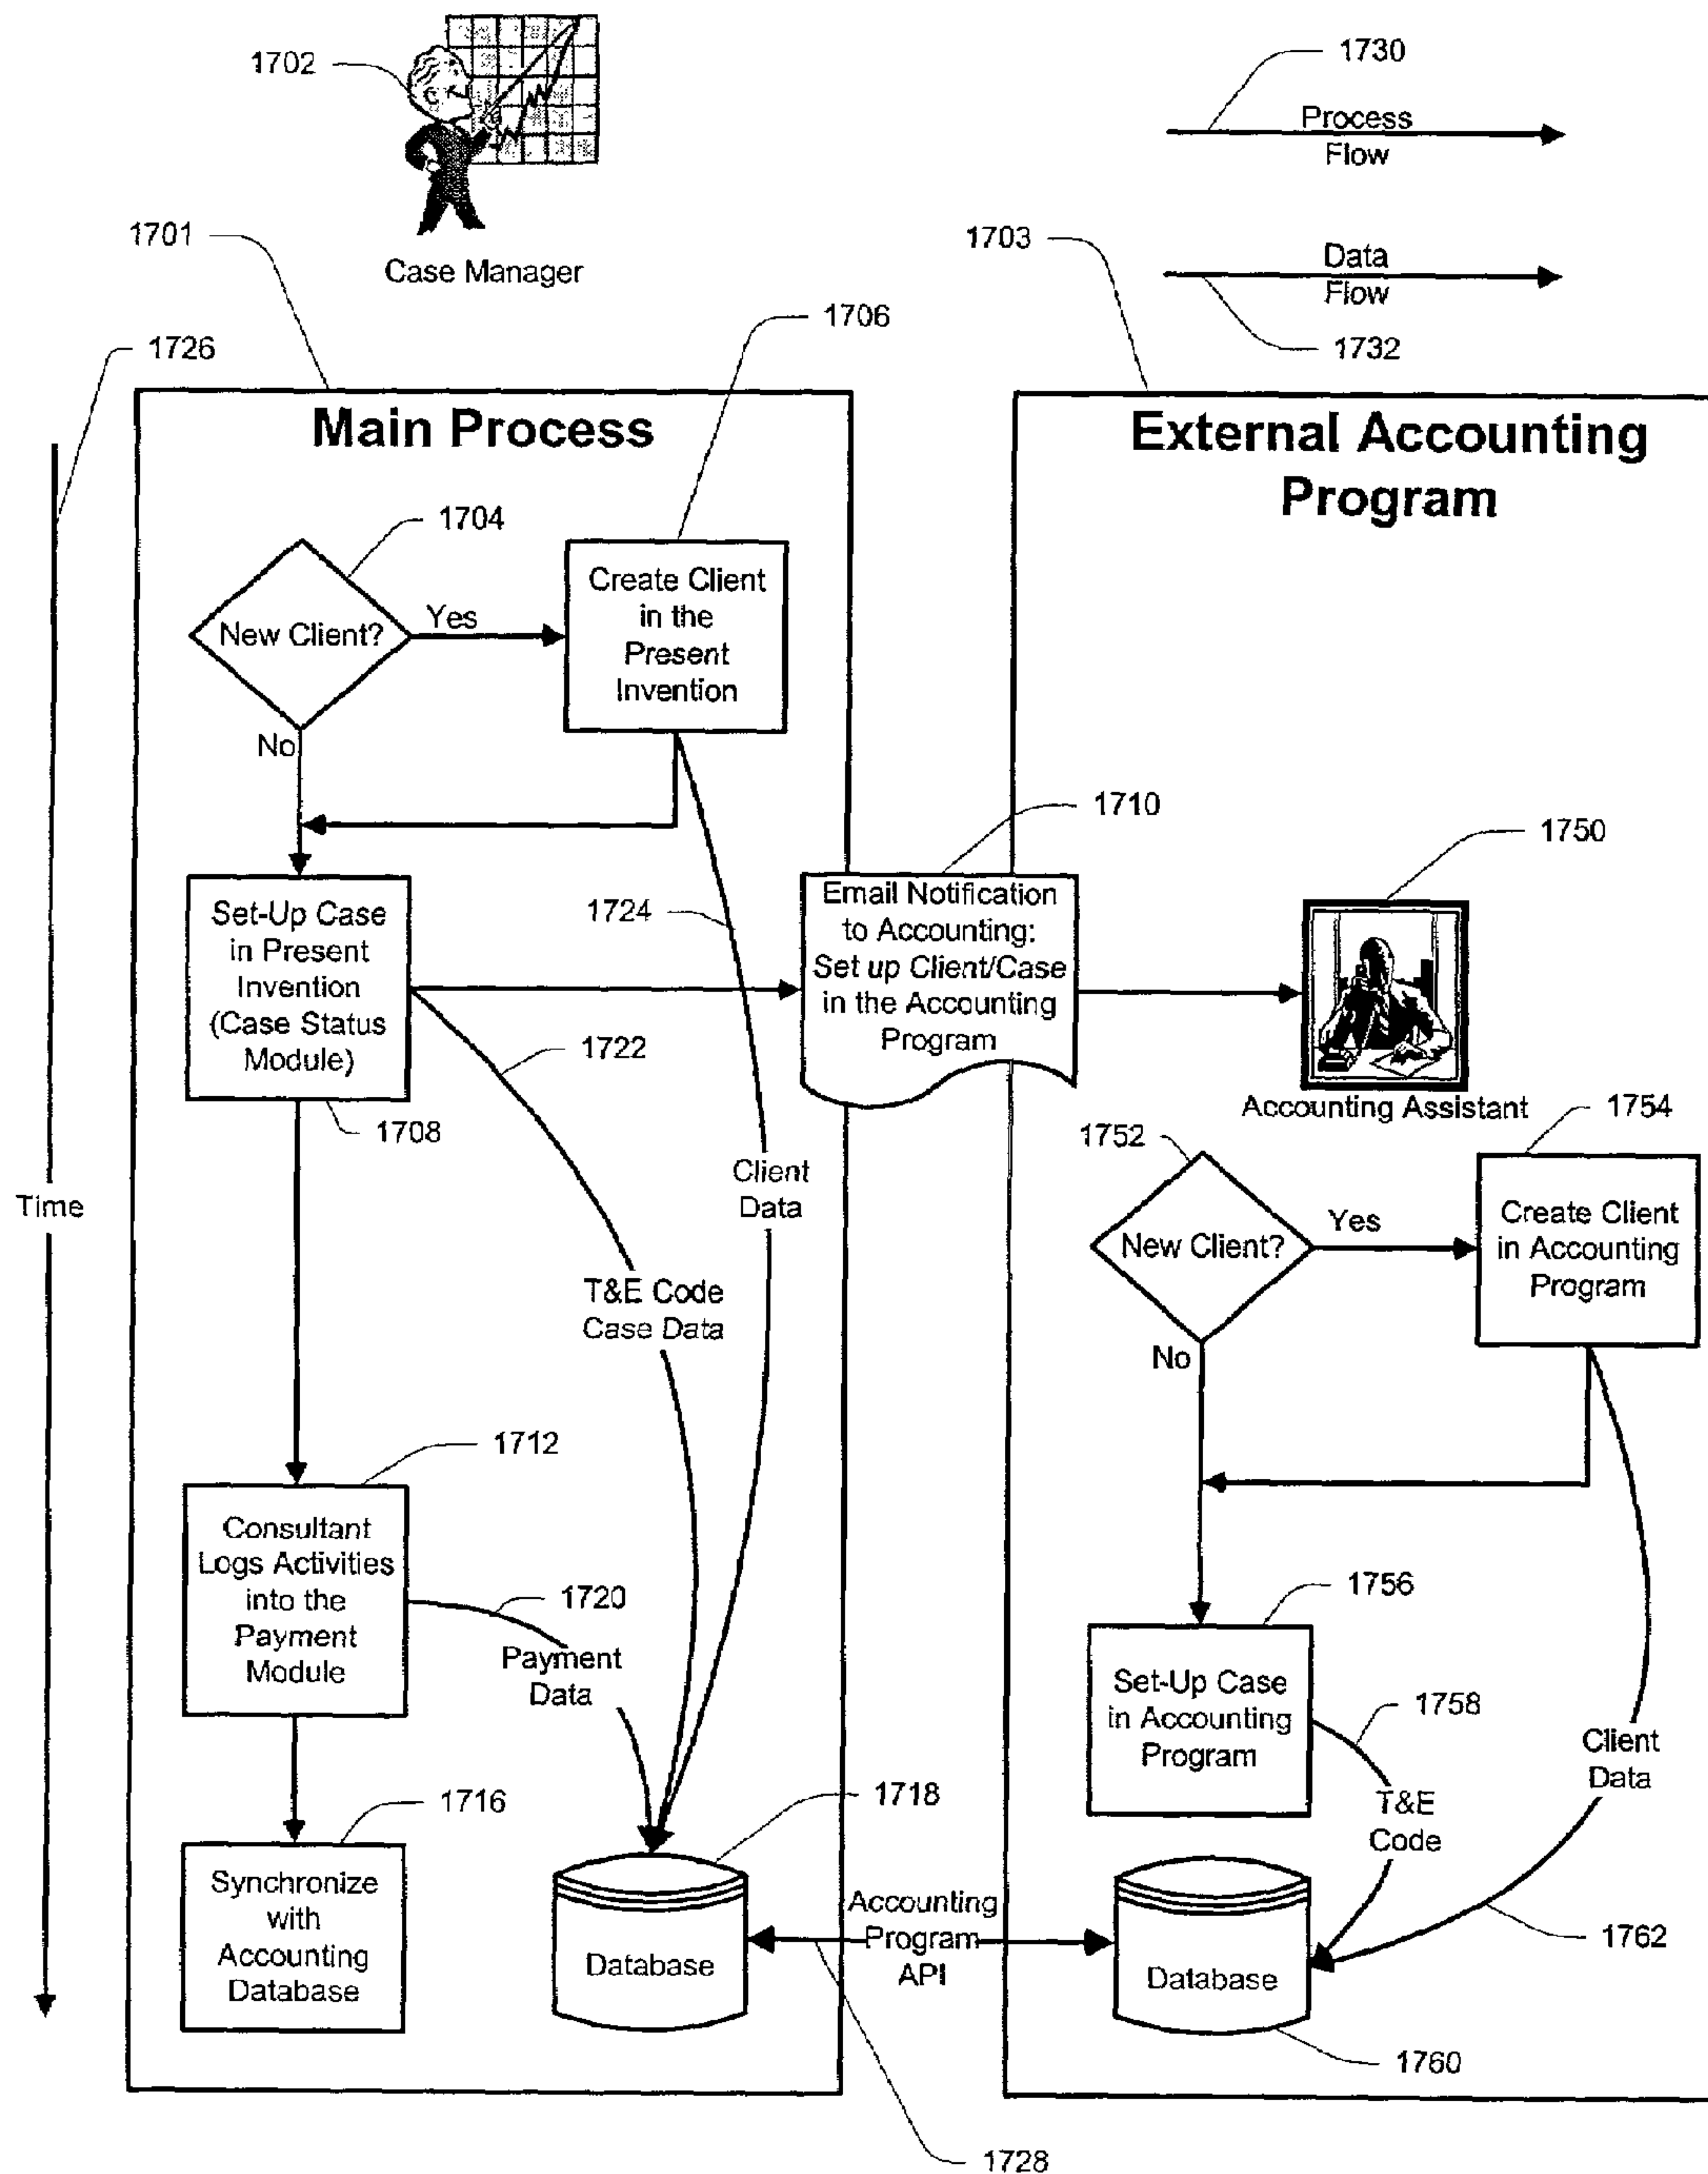 1702
Case Manager
1730
Process
Flow
Data
Flow
1732
1701
1703
1726
1706
Main Process
External Accounting
Program
1704
New Client?
Yes
No
Create Client
in the
Present
Invention
1710
1750
Set-Up Case
in Present
Invention
(Case Status
Module)
1708
1724
1722
Email Notification
to Accounting:
Set up Client/Case
in the Accounting
Program
Accounting Assistant
1752
1754
Time
Client
Data
T&E Code
Case Data
New Client?
Yes
No
Create Client
in Accounting
Program
1712
Consultant
Logs Activities
into the
Payment
Module
1720
Payment
Data
1756
Set-Up Case
in Accounting
Program
1758
T&E
Code
Client
Data
1716
Synchronize
with
Accounting
Database
1718
Database
Accounting
Program
API
Database
1762
1760
1728